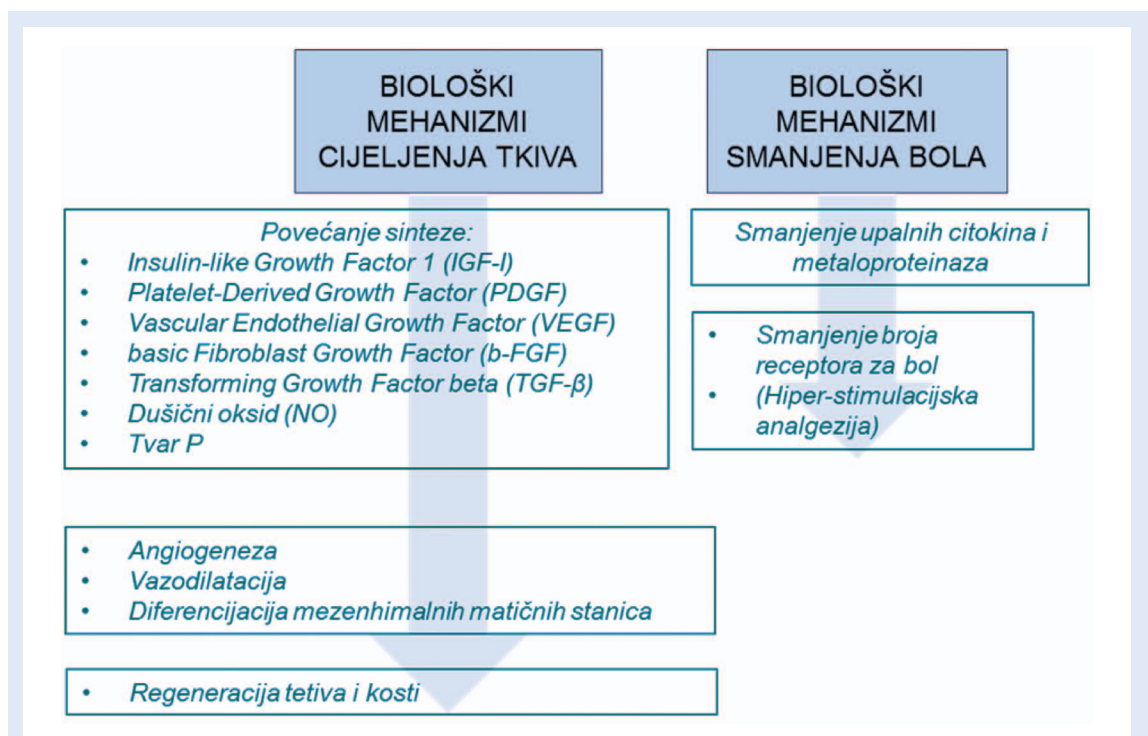 BIOLOŠKI
MEHANIZMI
CIJELJENJA TKIVA
Povećanje sinteze:
• Insulin-like Growth Factor 1 (IGF-I)
• Platelet-Derived Growth Factor (PDGF)
• Vascular Endothelial Growth Factor (VEGF)
• basic Fibroblast Growth Factor (b-FGF)
• Transforming Growth Factor beta (TGF-β)
• Dušični oksid (NO)
• Tvar P
• Angiogeneza
• Vazodilatacija
• Diferencijacija mezenhimalnih matičnih stanica
• Regeneracija tetiva i kosti
BIOLOŠKI
MEHANIZMI
SMANJENJA BOLA
Smanjenje upalnih citokina i
metaloproteinaza
• Smanjenje broja
receptora za bol
• (Hiper-stimulacijska
analgezija)